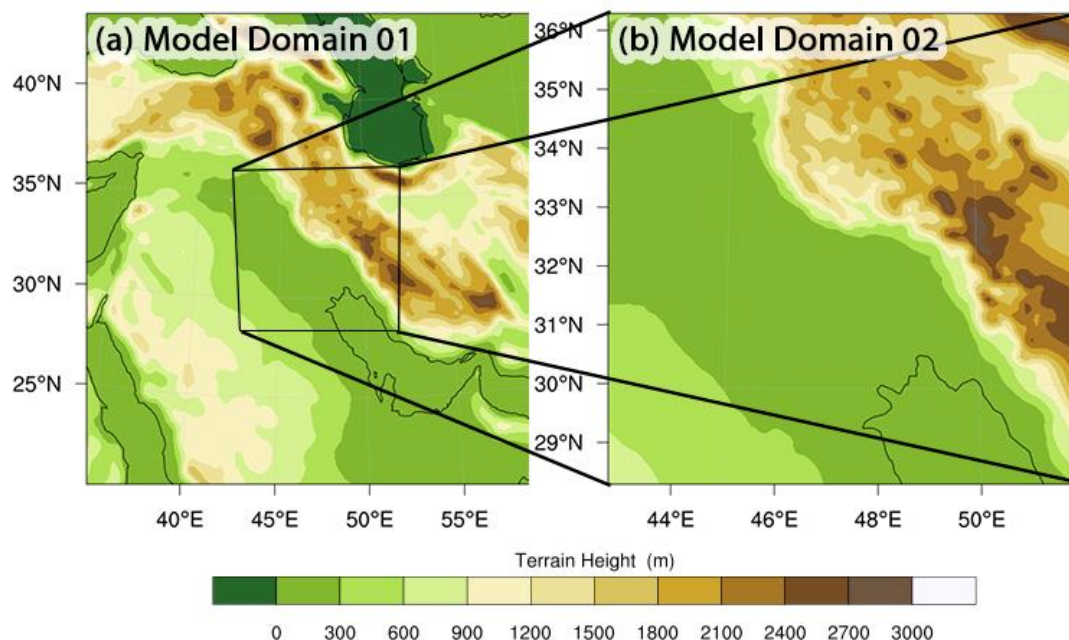 (a) Model Domain 01
(b) Model Domain 02
40°N
35°N
30°N
25°N
36°N
35°N
34°N
33°N
32°N
31°N
30°N
29°N
40°E 45°E 50°E 55°E
44°E 46°E 48°E 50°E
Terrain Height (m)
0 300 600 900 1200 1500 1800 2100 2400 2700 3000